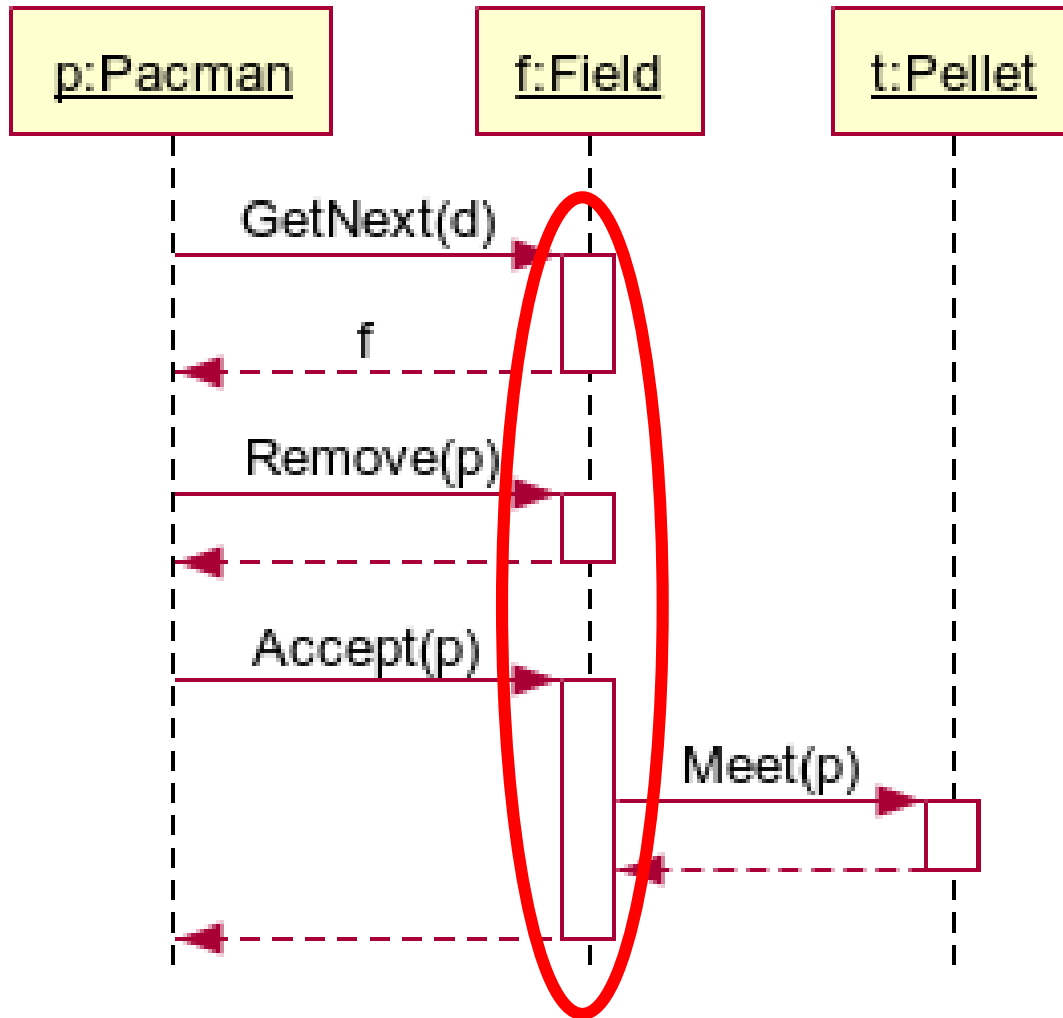 p:Pacman
f:Field
t:Pellet
GetNext(d)
f
Remove(p)
Accept(p)
Meet(p)